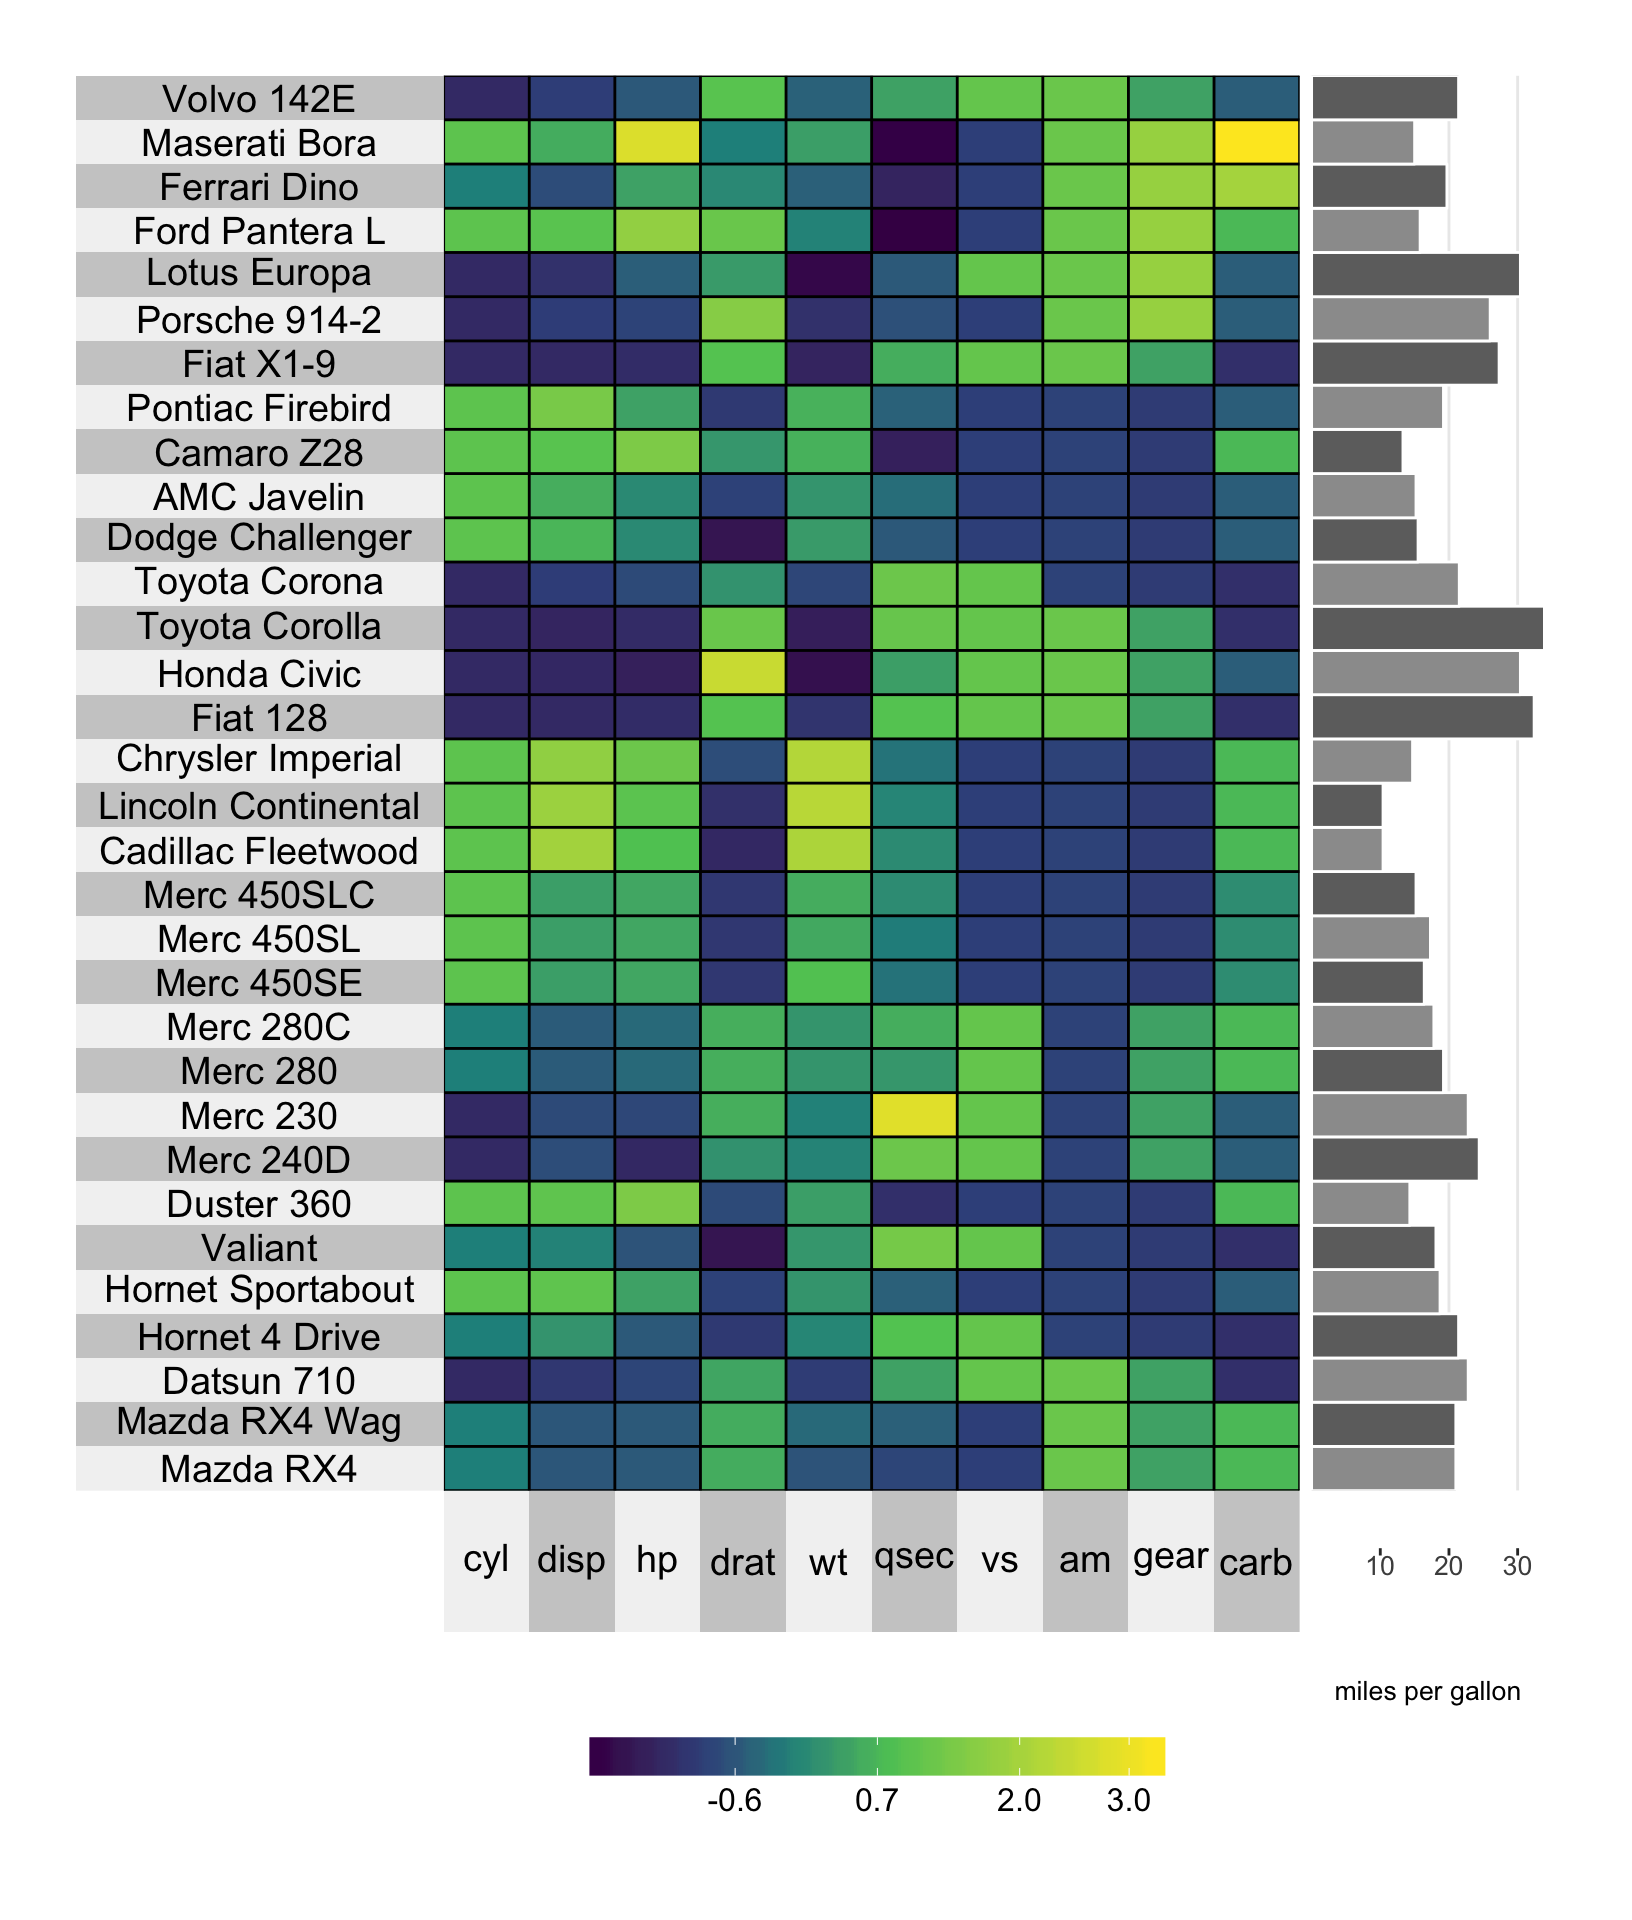 Volvo 142E
Maserati Bora
Ferrari Dino
Ford Pantera L
Lotus Europa
Porsche 914-2
Fiat X1-9
Pontiac Firebird
Camaro Z28
AMC Javelin
Dodge Challenger
Toyota Corona
Toyota Corolla
Honda Civic
Fiat 128
Chrysler Imperial
Lincoln Continental
Cadillac Fleetwood
Merc 450SLC
Merc 450SL
Merc 450SE
Merc 280C
Merc 280
Merc 230
Merc 240D
Duster 360
Valiant
Hornet Sportabout
Hornet 4 Drive
Datsun 710
Mazda RX4 Wag
Mazda RX4
cyl disp hp drat wt qsec vs am gear carb
10 20 30
miles per gallon
-0.6 0.7 2.0 3.0